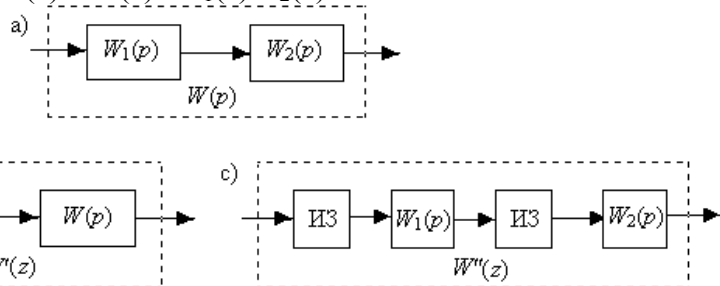 a)
W₁(p) W₂(p)
W(p)
c)
W(p) ИЗ W₁(p) ИЗ W₂(p)
'(z) W"(z)